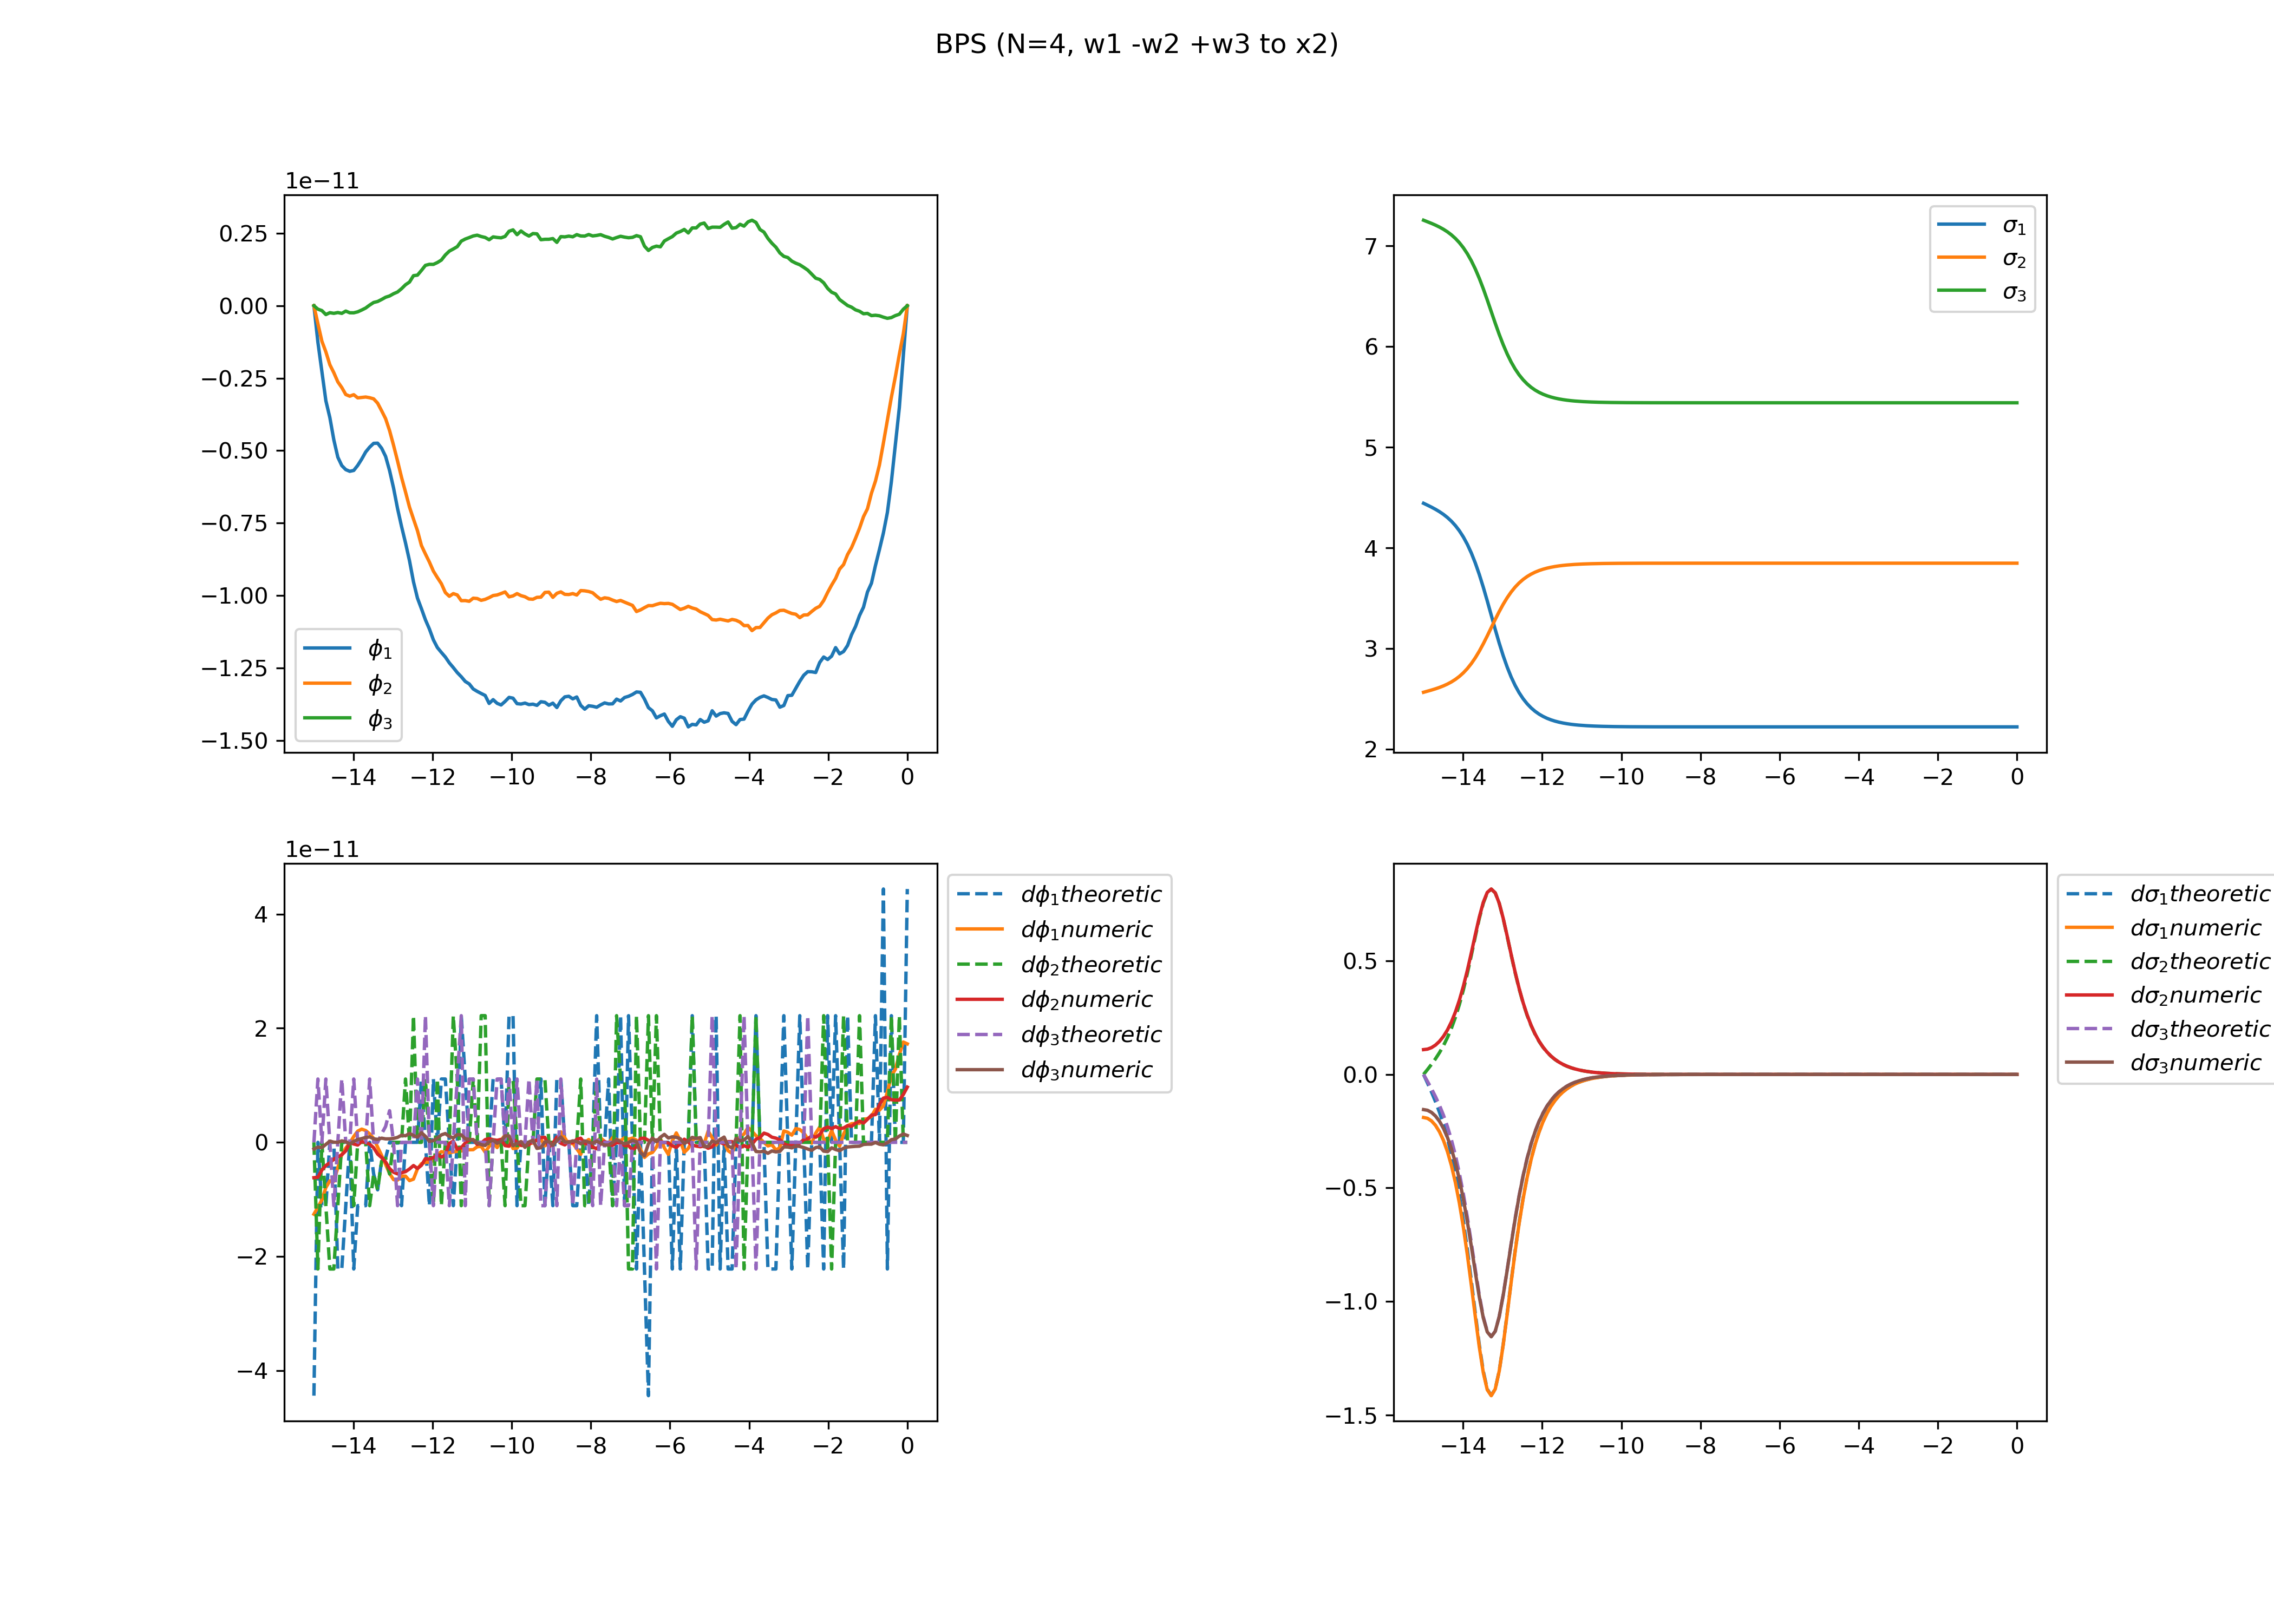 BPS (N=4, w1 -w2 +w3 to x2)
1e−11
0.25
0.00
−0.25
−0.50
−0.75
−1.00
−1.25
−1.50
−14 −12 −10 −8 −6 −4 −2 0
ϕ1
ϕ2
ϕ3
7
6
5
4
3
2
−14 −12 −10 −8 −6 −4 −2 0
σ1
σ2
σ3
1e−11
4
2
0
−2
−4
−14 −12 −10 −8 −6 −4 −2 0
dϕ1theoretic
dϕ1numeric
dϕ2theoretic
dϕ2numeric
dϕ3theoretic
dϕ3numeric
0.5
0.0
−0.5
−1.0
−1.5
−14 −12 −10 −8 −6 −4 −2 0
dσ1theoretic
dσ1numeric
dσ2theoretic
dσ2numeric
dσ3theoretic
dσ3numeric